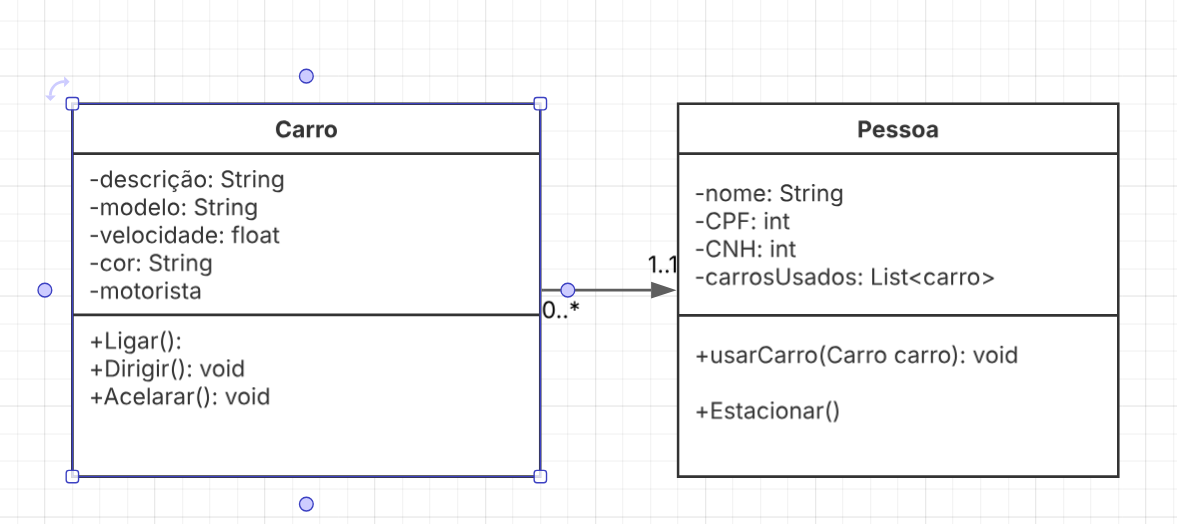 Carro
-descrição: String
-modelo: String
-velocidade: float
-cor: String
-motorista
+Ligar():
+Dirigir(): void
+Acelarar(): void
1..1
0..*
Pessoa
-nome: String
-CPF: int
-CNH: int
-carrosUsados: List<carro>
+usarCarro(Carro carro): void
+Estacionar()